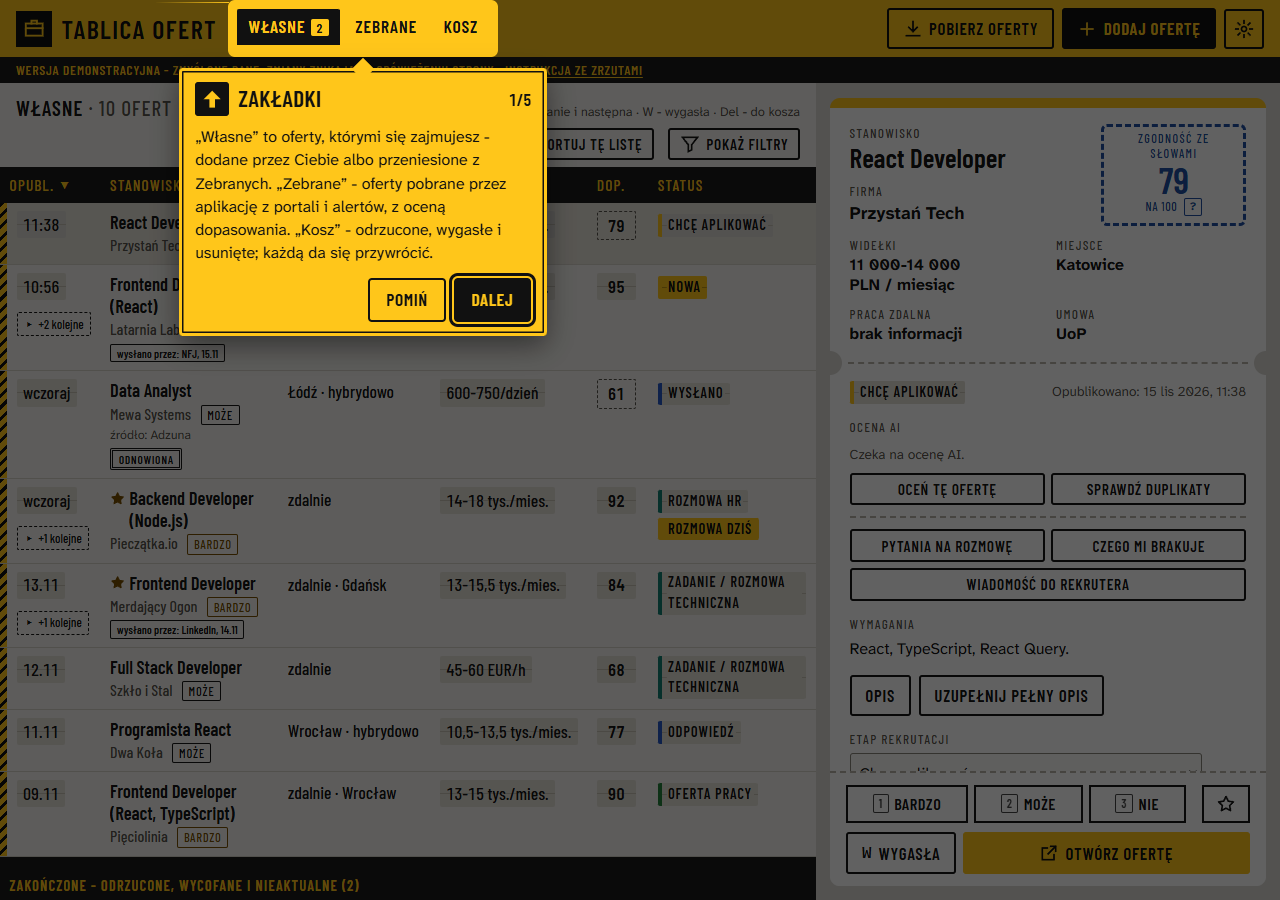 TABLICA OFERT
WŁASNE 2
ZEBRANE
KOSZ
POBIERZ OFERTY
DODAJ OFERTĘ
WERSJA DEMONSTRACYJNA -
KCJA ZE ZRZUTAMI
WŁASNE · 10 OFERT
anie i następna · W - wygasła · Del - do kosza
ORTUJ TĘ LISTĘ
POKAŻ FILTRY
ZAKŁADKI
1/5
„Własne” to oferty, którymi się zajmujesz -
dodane przez Ciebie albo przeniesione z
Zebranych. „Zebrane” - oferty pobrane przez
aplikację z portali i alertów, z oceną
dopasowania. „Kosz” - odrzucone, wygasłe i
usunięte; każdą da się przywrócić.
POMIŃ
DALEJ
OPUBL. ▼
STANOWISK
DOP.
STATUS
11:38
React Deve
Przystań Tec
79
CHCĘ APLIKOWAĆ
10:56
Frontend D
(React)
95
NOWA
▸ +2 kolejne
Latarnia Lab
wysłano przez: NFJ, 15.11
wczoraj
Data Analyst
Łódź · hybrydowo
600-750/dzień
61
WYSŁANO
Mewa Systems MOŻE
źródło: Adzuna
ODNOWIONA
wczoraj
★ Backend Developer
(Node.js)
zdalnie
14-18 tys./mies.
92
ROZMOWA HR
ROZMOWA DZIŚ
▸ +1 kolejne
Pieczątka.io BARDZO
13.11
★ Frontend Developer
zdalnie · Gdańsk
13-15,5 tys./mies.
84
ZADANIE / ROZMOWA
TECHNICZNA
▸ +1 kolejne
Merdający Ogon BARDZO
wysłano przez: LinkedIn, 14.11
12.11
Full Stack Developer
zdalnie
45-60 EUR/h
68
ZADANIE / ROZMOWA
TECHNICZNA
Szkło i Stal MOŻE
11.11
Programista React
Wrocław · hybrydowo
10,5-13,5 tys./mies.
77
ODPOWIEDŹ
Dwa Koła MOŻE
09.11
Frontend Developer
(React, TypeScript)
zdalnie · Wrocław
13-15 tys./mies.
90
OFERTA PRACY
Pięciolinia BARDZO
ZAKOŃCZONE - ODRZUCONE, WYCOFANE I NIEAKTUALNE (2)
STANOWISKO
React Developer
ZGODNOŚĆ ZE
SŁOWAMI
79
NA 100 ?
FIRMA
Przystań Tech
WIDEŁKI
11 000-14 000
PLN / miesiąc
MIEJSCE
Katowice
PRACA ZDALNA
brak informacji
UMOWA
UoP
CHCĘ APLIKOWAĆ
Opublikowano: 15 lis 2026, 11:38
OCENA AI
Czeka na ocenę AI.
OCEŃ TĘ OFERTĘ
SPRAWDŹ DUPLIKATY
PYTANIA NA ROZMOWĘ
CZEGO MI BRAKUJE
WIADOMOŚĆ DO REKRUTERA
WYMAGANIA
React, TypeScript, React Query.
OPIS
UZUPEŁNIJ PEŁNY OPIS
ETAP REKRUTACJI
1 BARDZO
2 MOŻE
3 NIE
W WYGASŁA
OTWÓRZ OFERTĘ